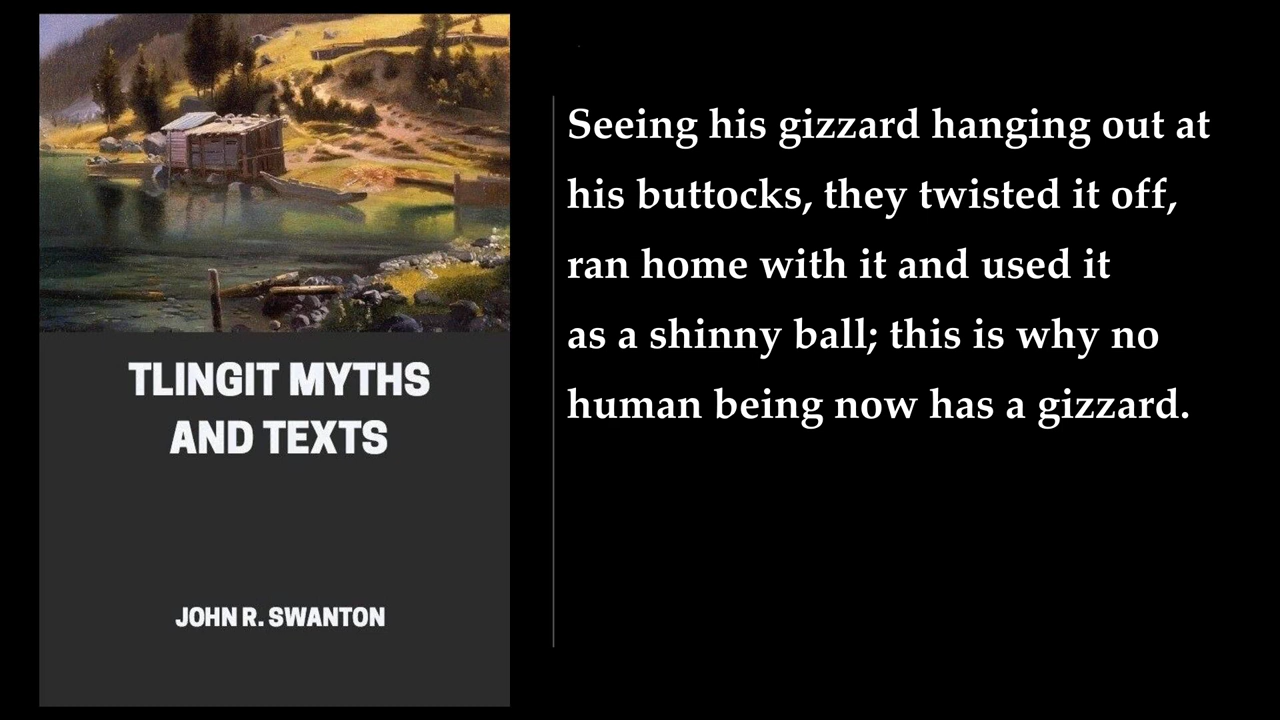 TLINGIT MYTHS
AND TEXTS
JOHN R. SWANTON
Seeing his gizzard hanging out at
his buttocks, they twisted it off,
ran home with it and used it
as a shinny ball; this is why no
human being now has a gizzard.